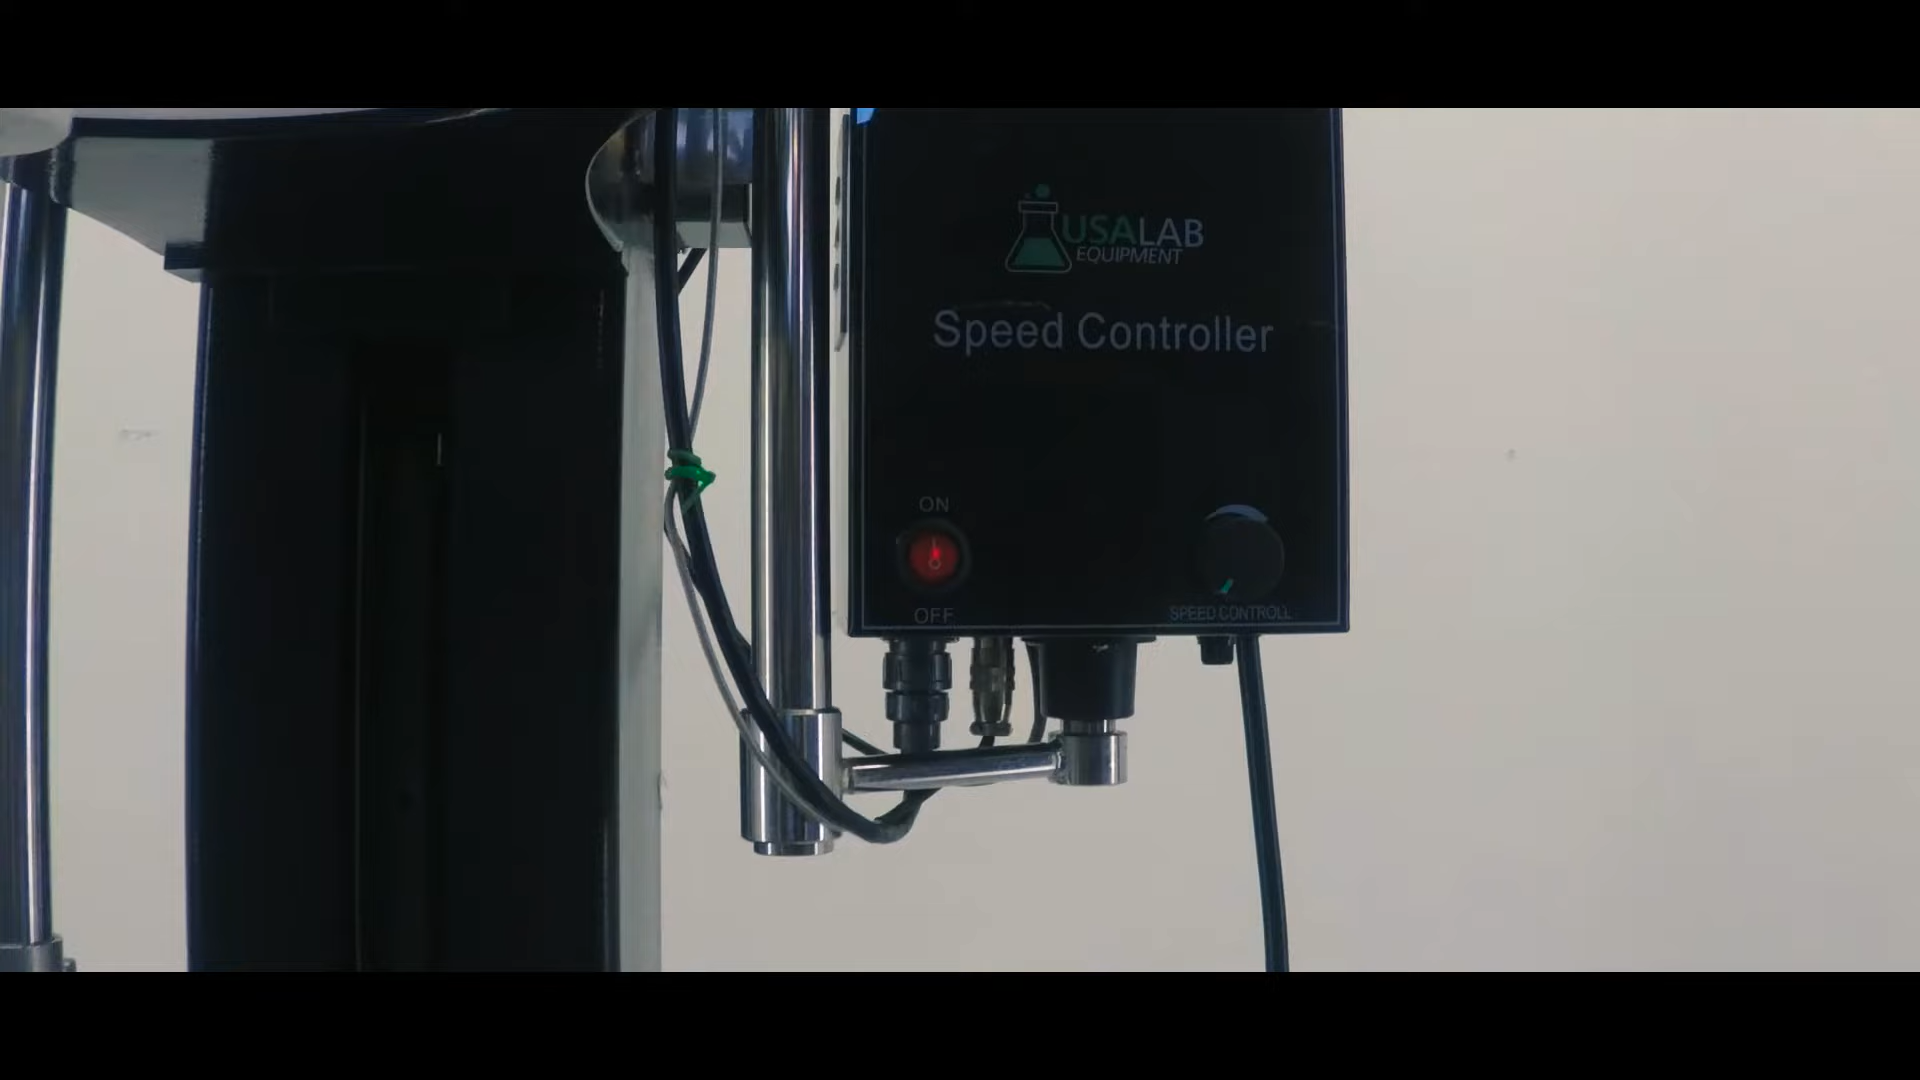 USALAB
EQUIPMENT
Speed Controller
ON
OFF
SPEED CONTROLL